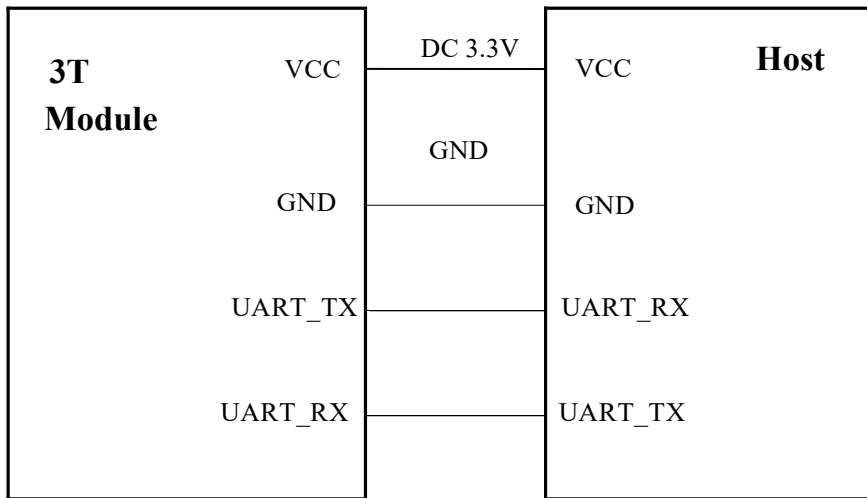 3T
Module
VCC
DC 3.3V
VCC
Host
GND
GND
GND
UART_TX
UART_RX
UART_RX
UART_TX